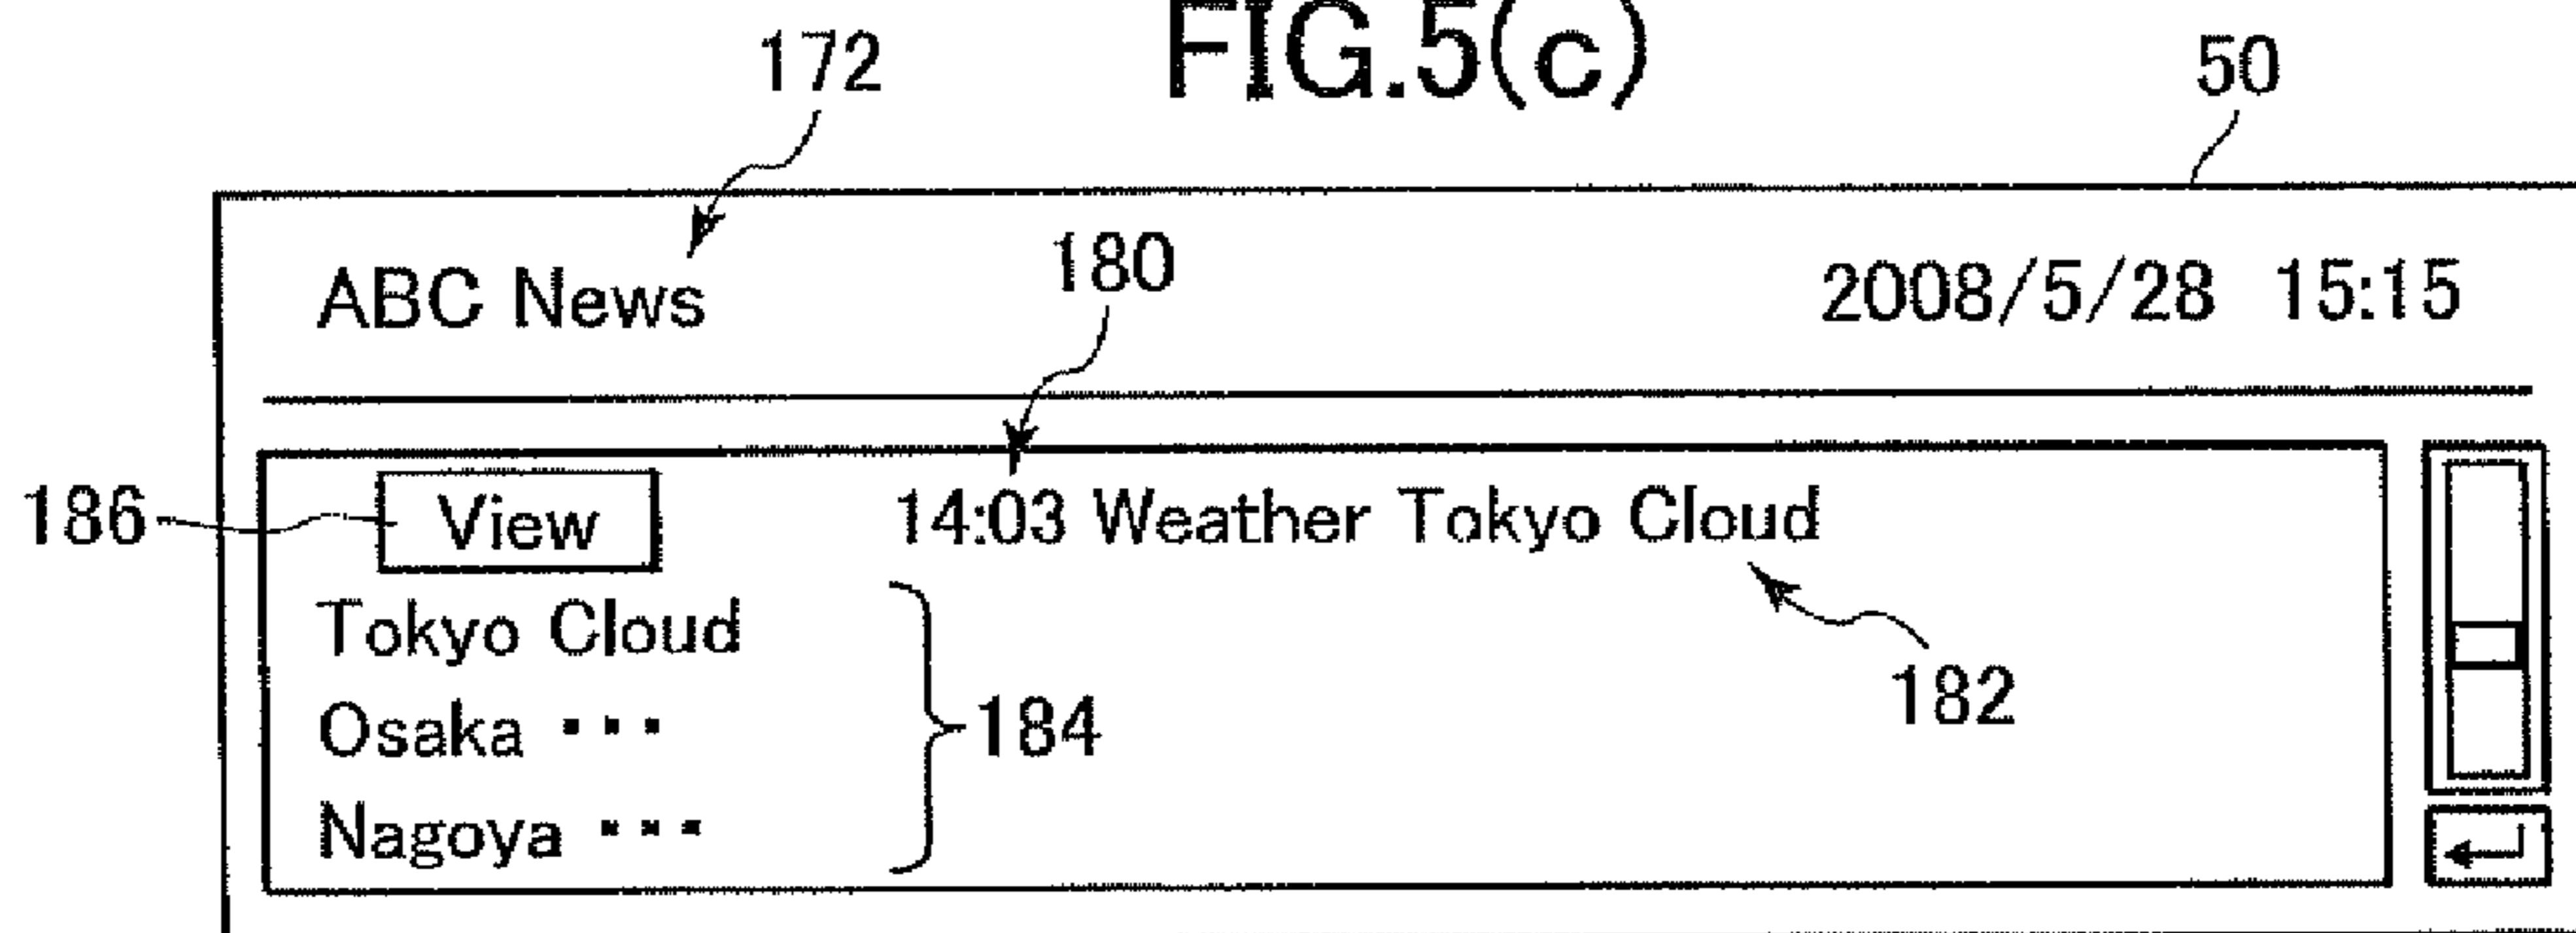 FIG.5(c)
172
50
ABC News
180
2008/5/28 15:15
186
View
14:03 Weather Tokyo Cloud
Tokyo Cloud
182
Osaka ･･･
184
Nagoya ･･･